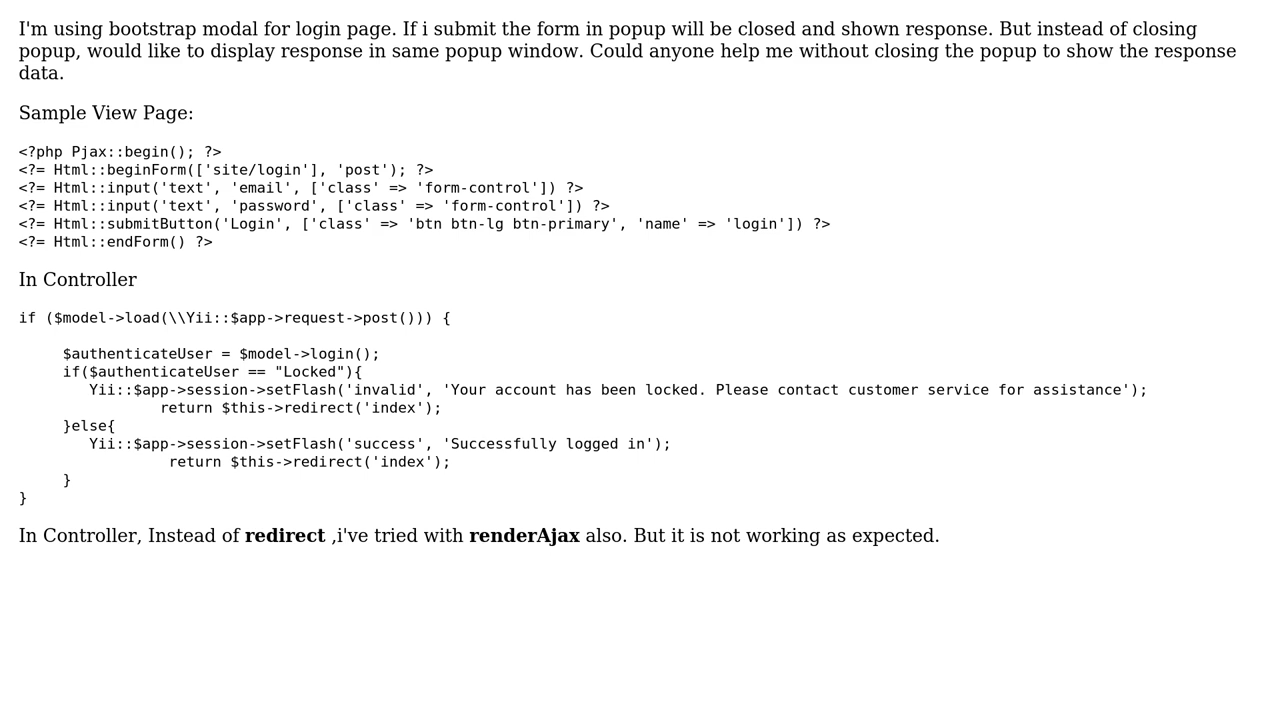 I'm using bootstrap modal for login page. If i submit the form in popup will be closed and shown response. But instead of closing
popup, would like to display response in same popup window. Could anyone help me without closing the popup to show the response
data.
Sample View Page:
<?php Pjax::begin(); ?>
<?= Html::beginForm(['site/login'], 'post'); ?>
<?= Html::input('text', 'email', ['class' => 'form-control']) ?>
<?= Html::input('text', 'password', ['class' => 'form-control']) ?>
<?= Html::submitButton('Login', ['class' => 'btn btn-lg btn-primary', 'name' => 'login']) ?>
<?= Html::endForm() ?>
In Controller
if ($model->load(\\Yii::$app->request->post())) {
     $authenticateUser = $model->login();
     if($authenticateUser == "Locked"){
        Yii::$app->session->setFlash('invalid', 'Your account has been locked. Please contact customer service for assistance');
                return $this->redirect('index');
     }else{
        Yii::$app->session->setFlash('success', 'Successfully logged in');
                 return $this->redirect('index');
     }
}
In Controller, Instead of redirect ,i've tried with renderAjax also. But it is not working as expected.